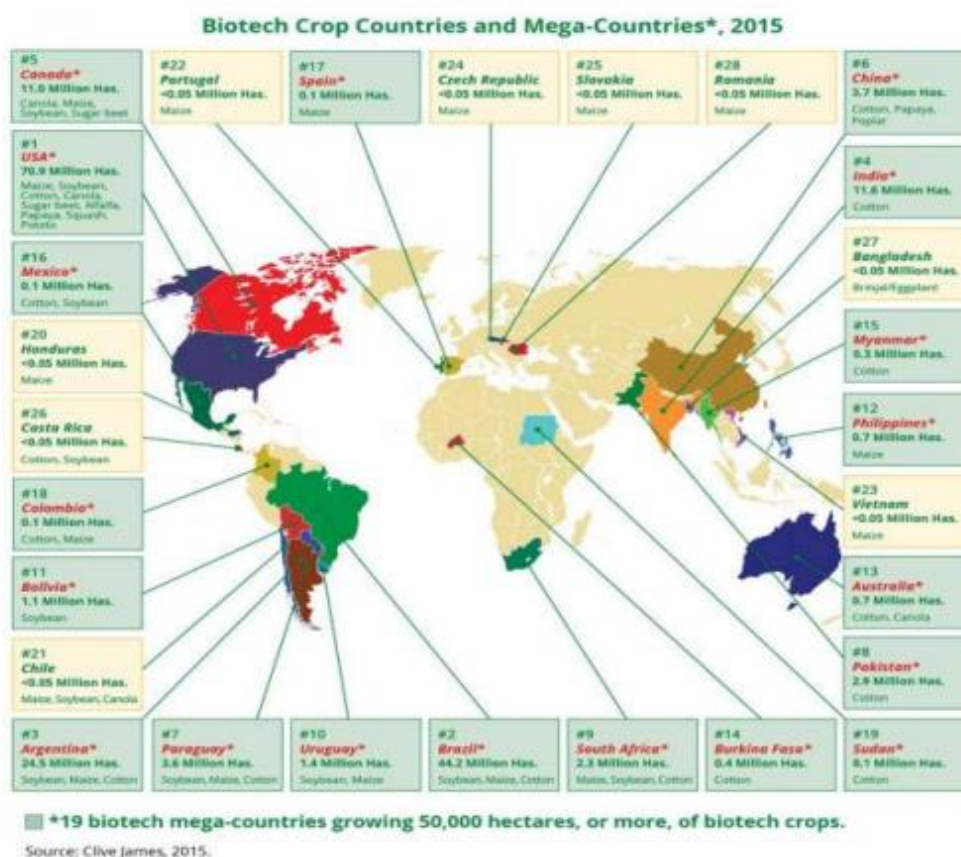 Biotech Crop Countries and Mega-Countries*, 2015
#5
Canada*
11.0 Million Has.
Canola, Maize,
Soybean, Sugar beet
#22
Portugal
<0.05 Million Has.
Maize
#17
Spain*
0.1 Million Has.
Maize
#24
Czech Republic
<0.05 Million Has.
Maize
#25
Slovakia
<0.05 Million Has.
Maize
#28
Romania
<0.05 Million Has.
Maize
#6
China*
3.7 Million Has.
Cotton, Papaya,
Poplar
#1
USA*
70.9 Million Has.
Maize, Soybean,
Cotton, Canola,
Sugar beet, Alfalfa,
Papaya, Squash,
Potato
#4
India*
11.6 Million Has.
Cotton
#16
Mexico*
0.1 Million Has.
Cotton, Soybean
#27
Bangladesh
<0.05 Million Has.
Brinjal/Eggplant
#20
Honduras
<0.05 Million Has.
Maize
#15
Myanmar*
0.3 Million Has.
Cotton
#26
Costa Rica
<0.05 Million Has.
Cotton, Soybean
#12
Philippines*
0.7 Million Has.
Maize
#18
Colombia*
0.1 Million Has.
Cotton, Maize
#23
Vietnam
<0.05 Million Has.
Maize
#11
Bolivia*
1.1 Million Has.
Soybean
#13
Australia*
0.7 Million Has.
Cotton, Canola
#21
Chile
<0.05 Million Has.
Maize, Soybean, Canola
#8
Pakistan*
2.9 Million Has.
Cotton
#3
Argentina*
24.5 Million Has.
Soybean, Maize, Cotton
#7
Paraguay*
3.6 Million Has.
Soybean, Maize, Cotton
#10
Uruguay*
1.4 Million Has.
Soybean, Maize
#2
Brazil*
44.2 Million Has.
Soybean, Maize, Cotton
#9
South Africa*
2.3 Million Has.
Maize, Soybean, Cotton
#14
Burkina Faso*
0.4 Million Has.
Cotton
#19
Sudan*
0.1 Million Has.
Cotton
*19 biotech mega-countries growing 50,000 hectares, or more, of biotech crops.
Source: Clive James, 2015.